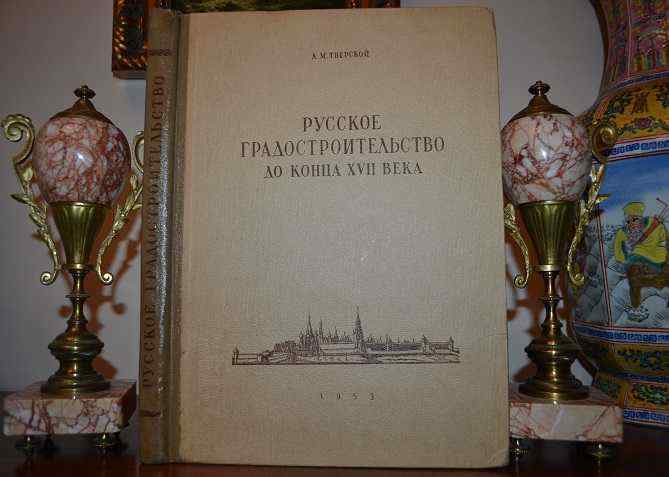 РУССКОЕ ГРАДОСТРОИТЕЛЬСТВО
А. М. ТВЕРСКОЙ
РУССКОЕ
ГРАДОСТРОИТЕЛЬСТВО
ДО КОНЦА XVII ВЕКА
1953